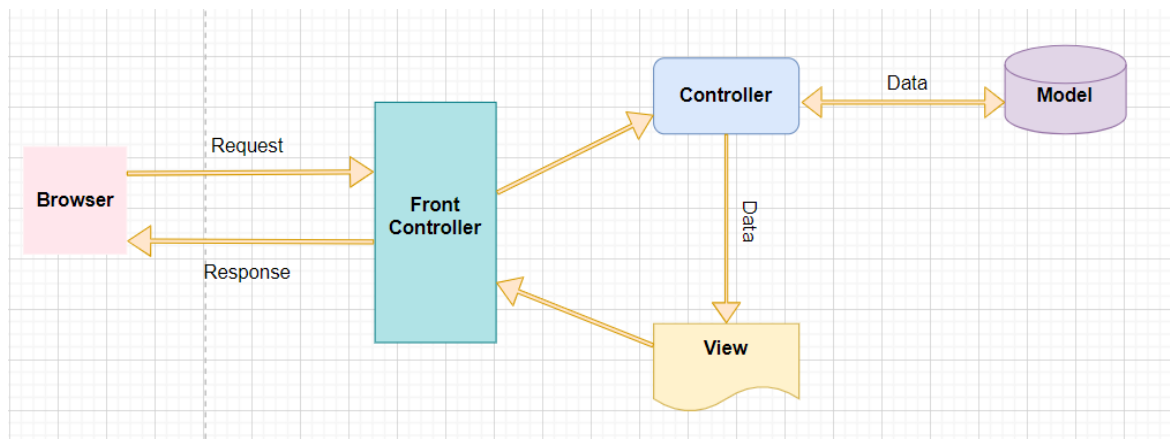 Browser
Request
Response
Front
Controller
Controller
Data
Model
Data
View